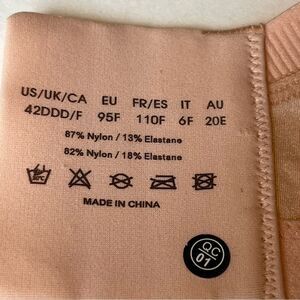 US/UK/CA EU FR/ES IT AU
42DDD/F 95F 110F 6F 20E
87% Nylon / 13% Elastane
82% Nylon / 18% Elastane
MADE IN CHINA
QC
01